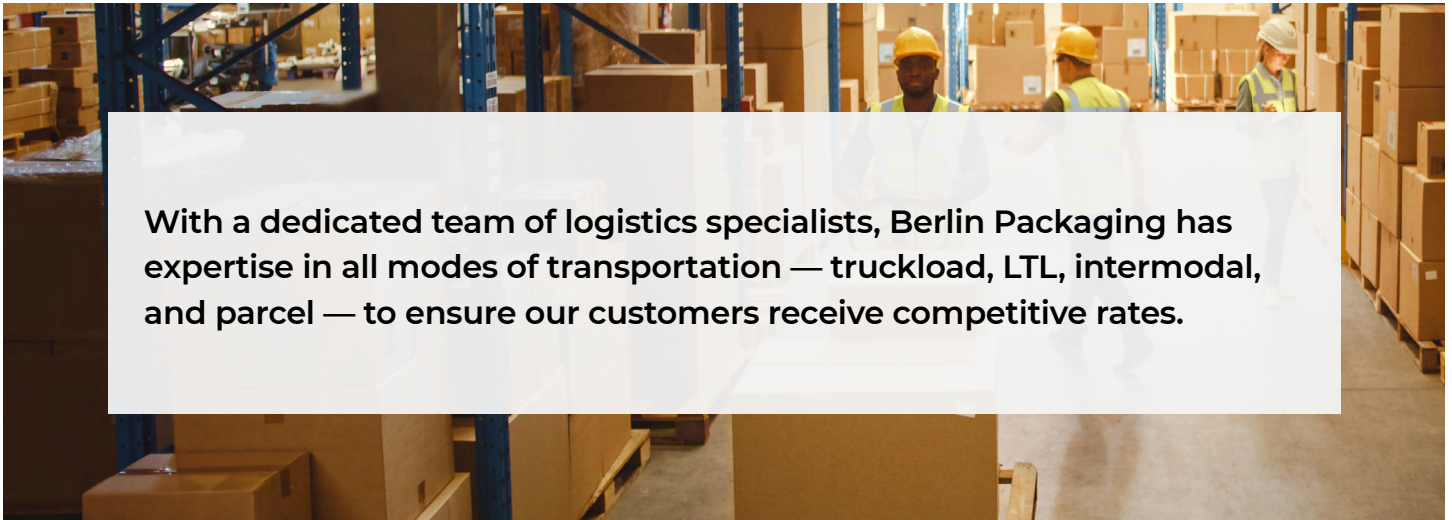 With a dedicated team of logistics specialists, Berlin Packaging has
expertise in all modes of transportation — truckload, LTL, intermodal,
and parcel — to ensure our customers receive competitive rates.